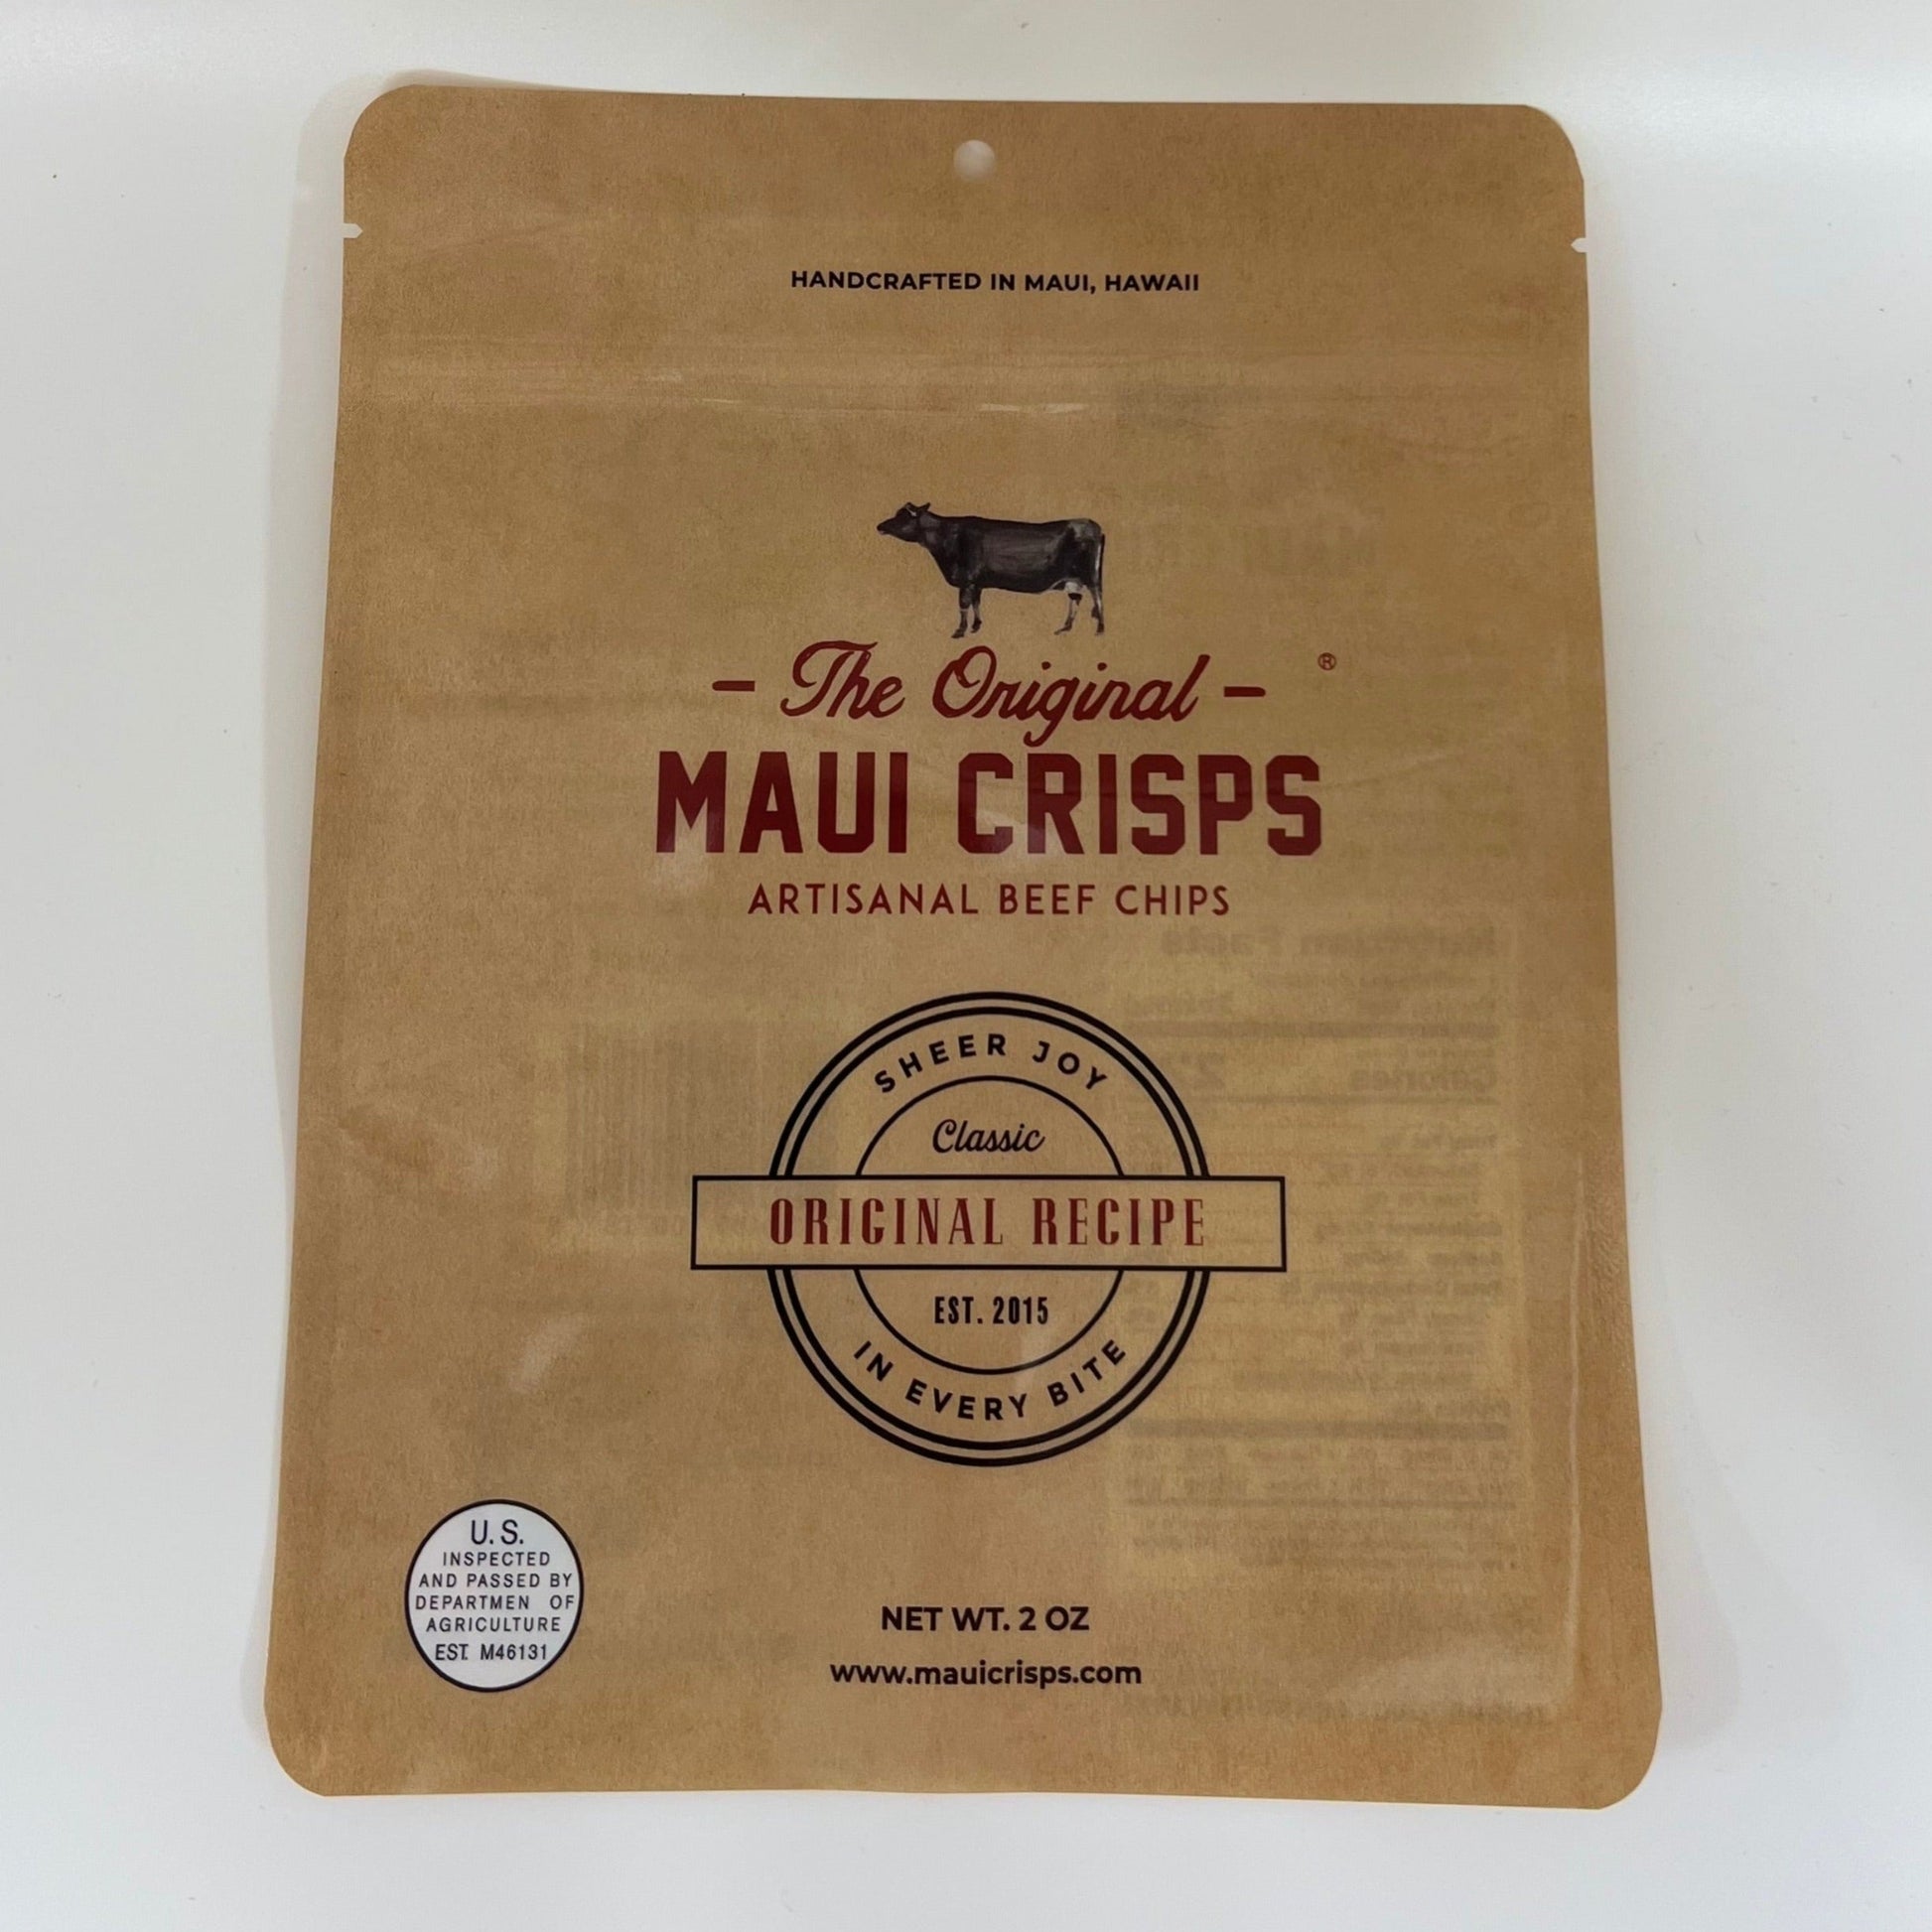 HANDCRAFTED IN MAUI, HAWAII
- The Original - ®
MAUI CRISPS
ARTISANAL BEEF CHIPS
SHEER JOY
Classic
ORIGINAL RECIPE
EST. 2015
IN EVERY BITE
U.S.
INSPECTED
AND PASSED BY
DEPARTMEN OF
AGRICULTURE
EST. M46131
NET WT. 2 OZ
www.mauicrisps.com